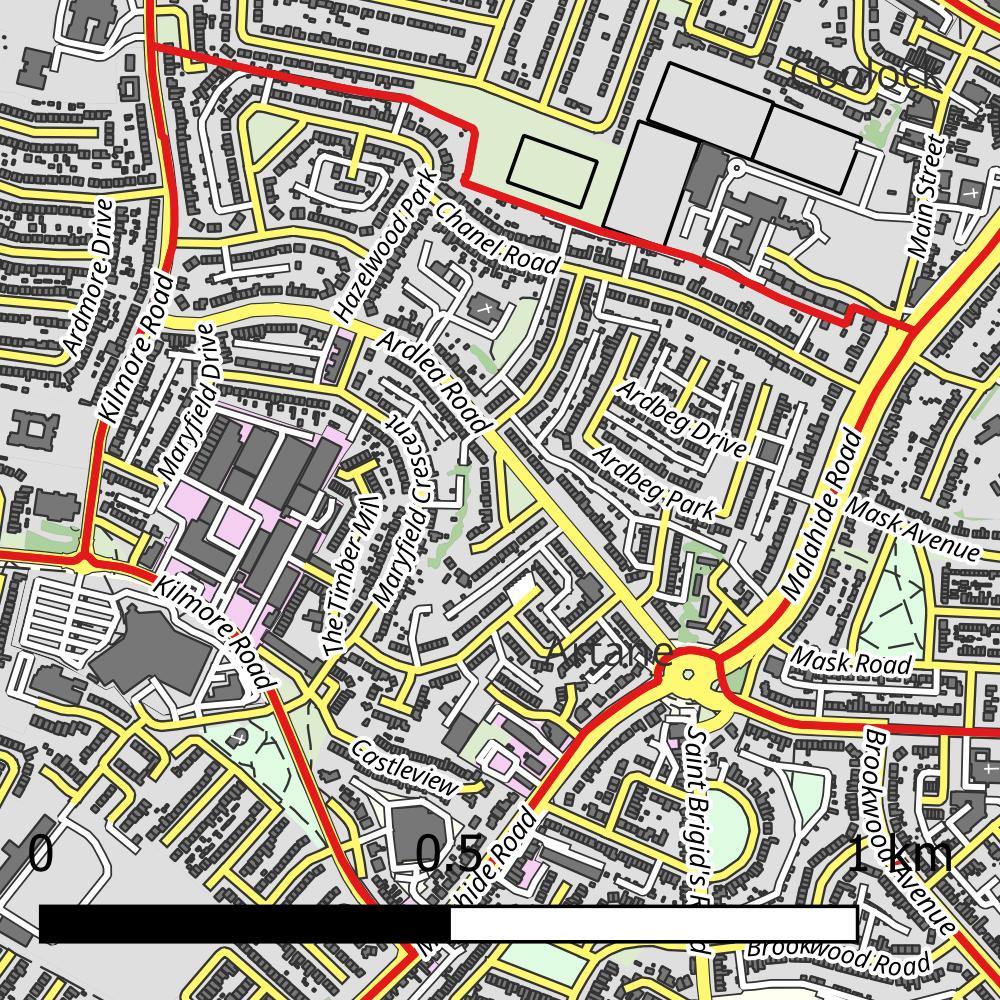 Coolock
Main Street
Ardmore Drive
Hazelwood Park
Chanel Road
Kilmore Road
Maryfield Drive
Ardlea Road
Ardbeg Drive
Maryfield Crescent
Ardbeg Park
Malahide Road
Mask Avenue
The Timber Mill
Kilmore Road
Artane
Mask Road
Castleview
Saint Brigid's
Brookwood Avenue
hide Road
0 0.5 1 km
Brookwood Road